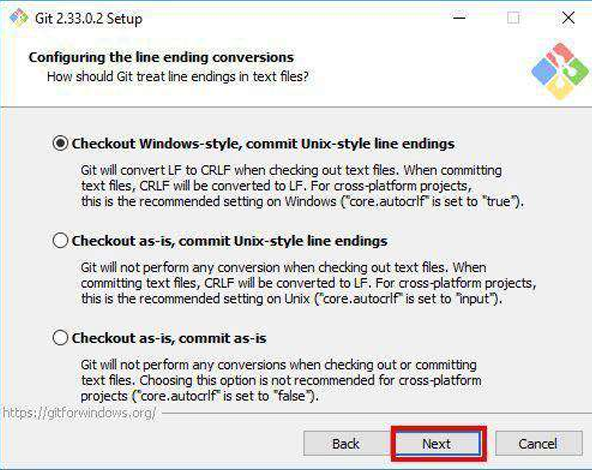 Git 2.33.0.2 Setup
Configuring the line ending conversions
How should Git treat line endings in text files?
Checkout Windows-style, commit Unix-style line endings
Git will convert LF to CRLF when checking out text files. When committing
text files, CRLF will be converted to LF. For cross-platform projects,
this is the recommended setting on Windows ("core.autocrlf" is set to "true").
Checkout as-is, commit Unix-style line endings
Git will not perform any conversion when checking out text files. When
committing text files, CRLF will be converted to LF. For cross-platform projects,
this is the recommended setting on Unix ("core.autocrlf" is set to "input").
Checkout as-is, commit as-is
Git will not perform any conversions when checking out or committing
text files. Choosing this option is not recommended for cross-platform
projects ("core.autocrlf" is set to "false").
https://gitforwindows.org/
Back Next Cancel